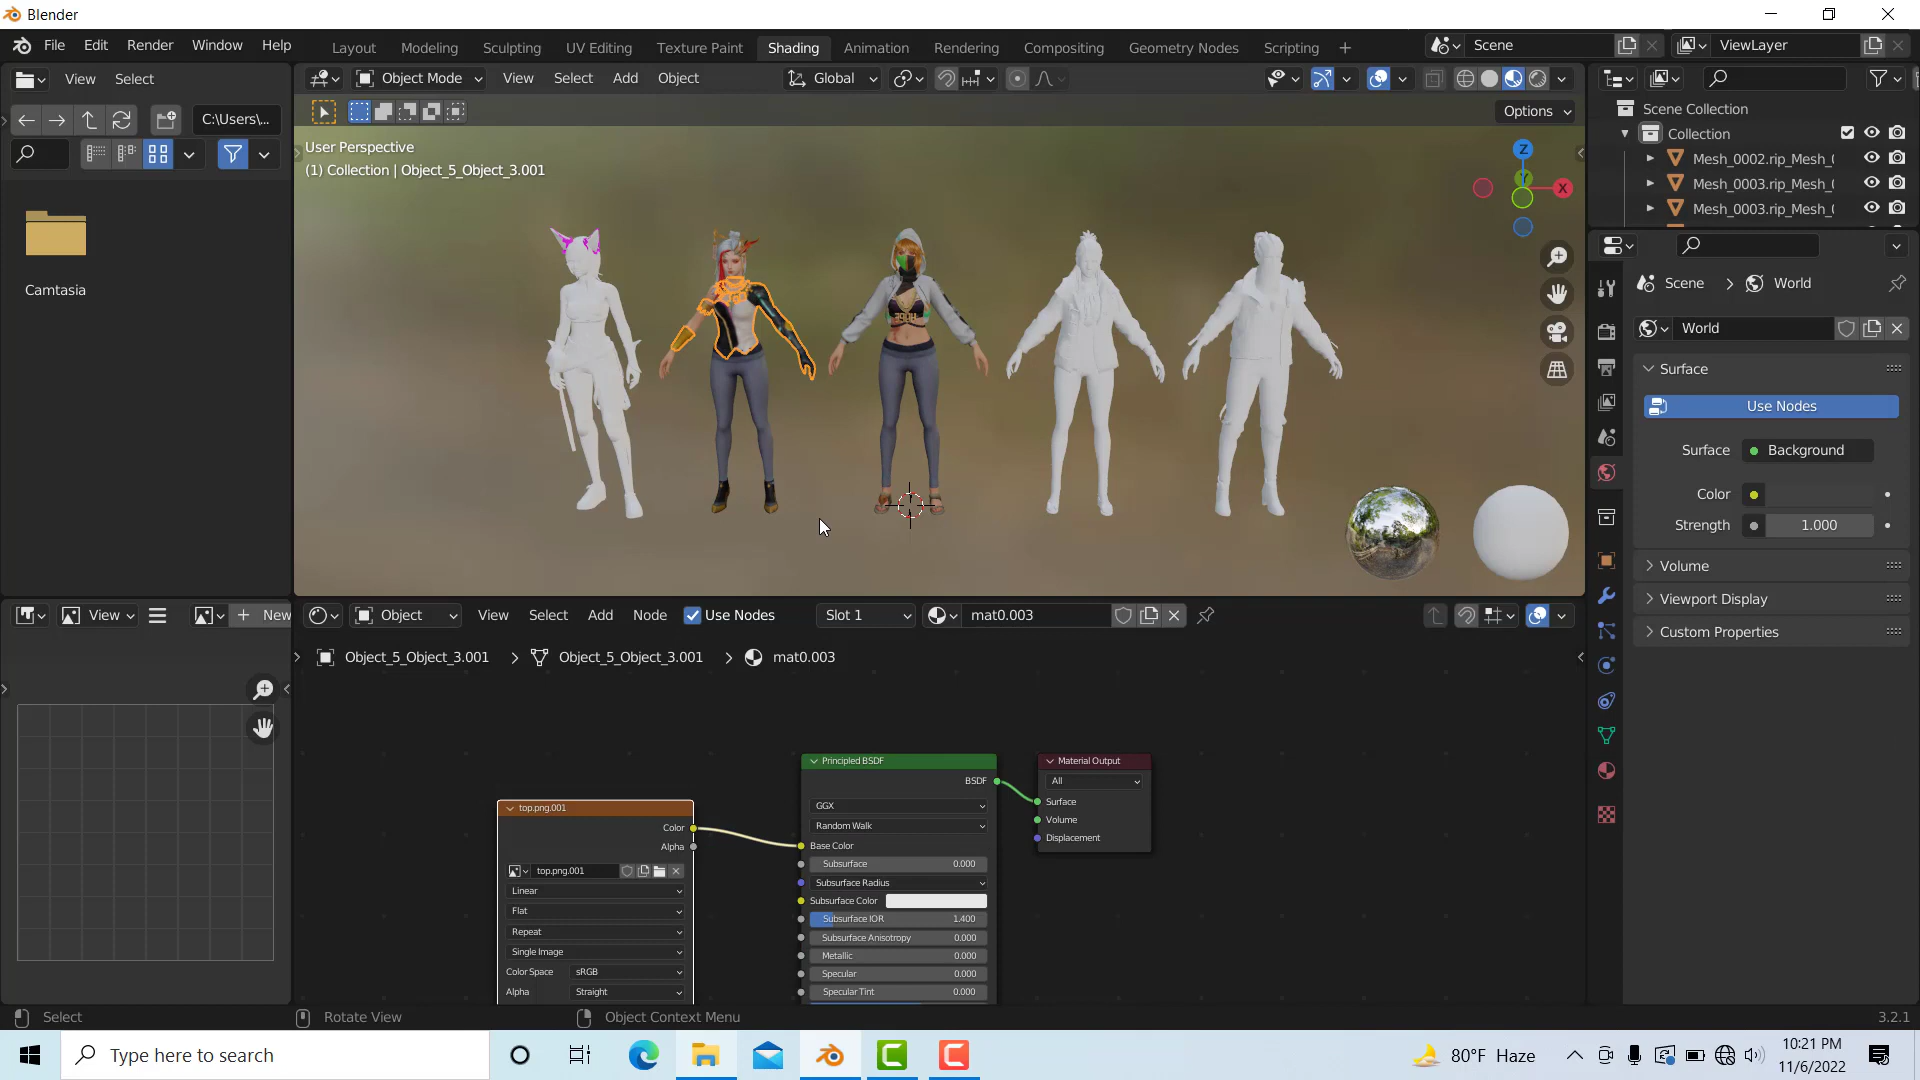 Blender
File Edit Render Window Help
Layout Modeling Sculpting UV Editing Texture Paint Shading Animation Rendering Compositing Geometry Nodes Scripting +
Scene
ViewLayer
View Select
Object Mode View Select Add Object Global
C:\Users\...
Options
User Perspective
(1) Collection | Object_5_Object_3.001
Z
Y
X
HOPE
Camtasia
Scene Collection
Collection
Mesh_0002.rip_Mesh_(
Mesh_0003.rip_Mesh_(
Mesh_0003.rip_Mesh_(
Scene > World
World
Surface
Use Nodes
Surface Background
Color
Strength 1.000
Volume
Viewport Display
Custom Properties
View + New
Object View Select Add Node Use Nodes Slot 1 mat0.003
Object_5_Object_3.001 > Object_5_Object_3.001 > mat0.003
top.png.001
Color
Alpha
top.png.001
Linear
Flat
Repeat
Single Image
Color Space sRGB
Alpha Straight
Principled BSDF
BSDF
GGX
Random Walk
Base Color
Subsurface 0.000
Subsurface Radius
Subsurface Color
Subsurface IOR 1.400
Subsurface Anisotropy 0.000
Metallic 0.000
Specular 0.000
Specular Tint 0.000
Material Output
All
Surface
Volume
Displacement
Select Rotate View Object Context Menu 3.2.1
Type here to search
80°F Haze
10:21 PM
11/6/2022